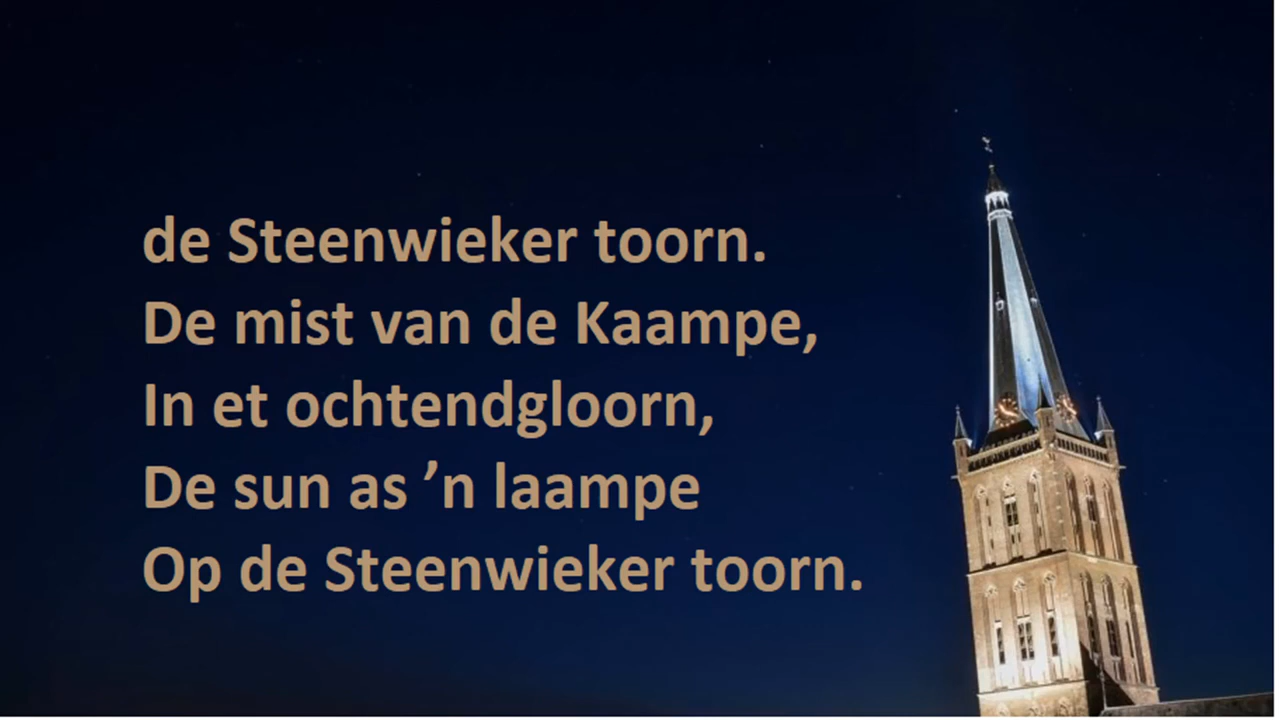 de Steenwieker toorn.
De mist van de Kaampe,
In et ochtendgloorn,
De sun as ’n laampe
Op de Steenwieker toorn.